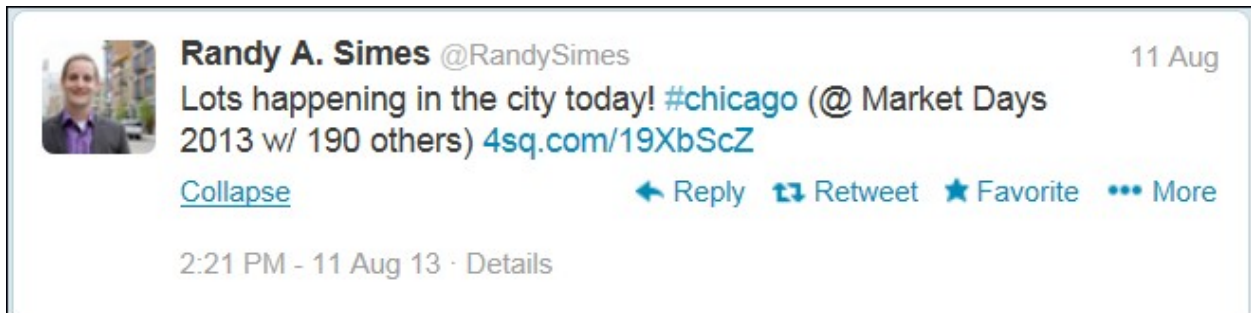 Randy A. Simes @RandySimes 11 Aug
Lots happening in the city today! #chicago (@ Market Days
2013 w/ 190 others) 4sq.com/19XbScZ
Collapse Reply Retweet Favorite More
2:21 PM - 11 Aug 13 · Details